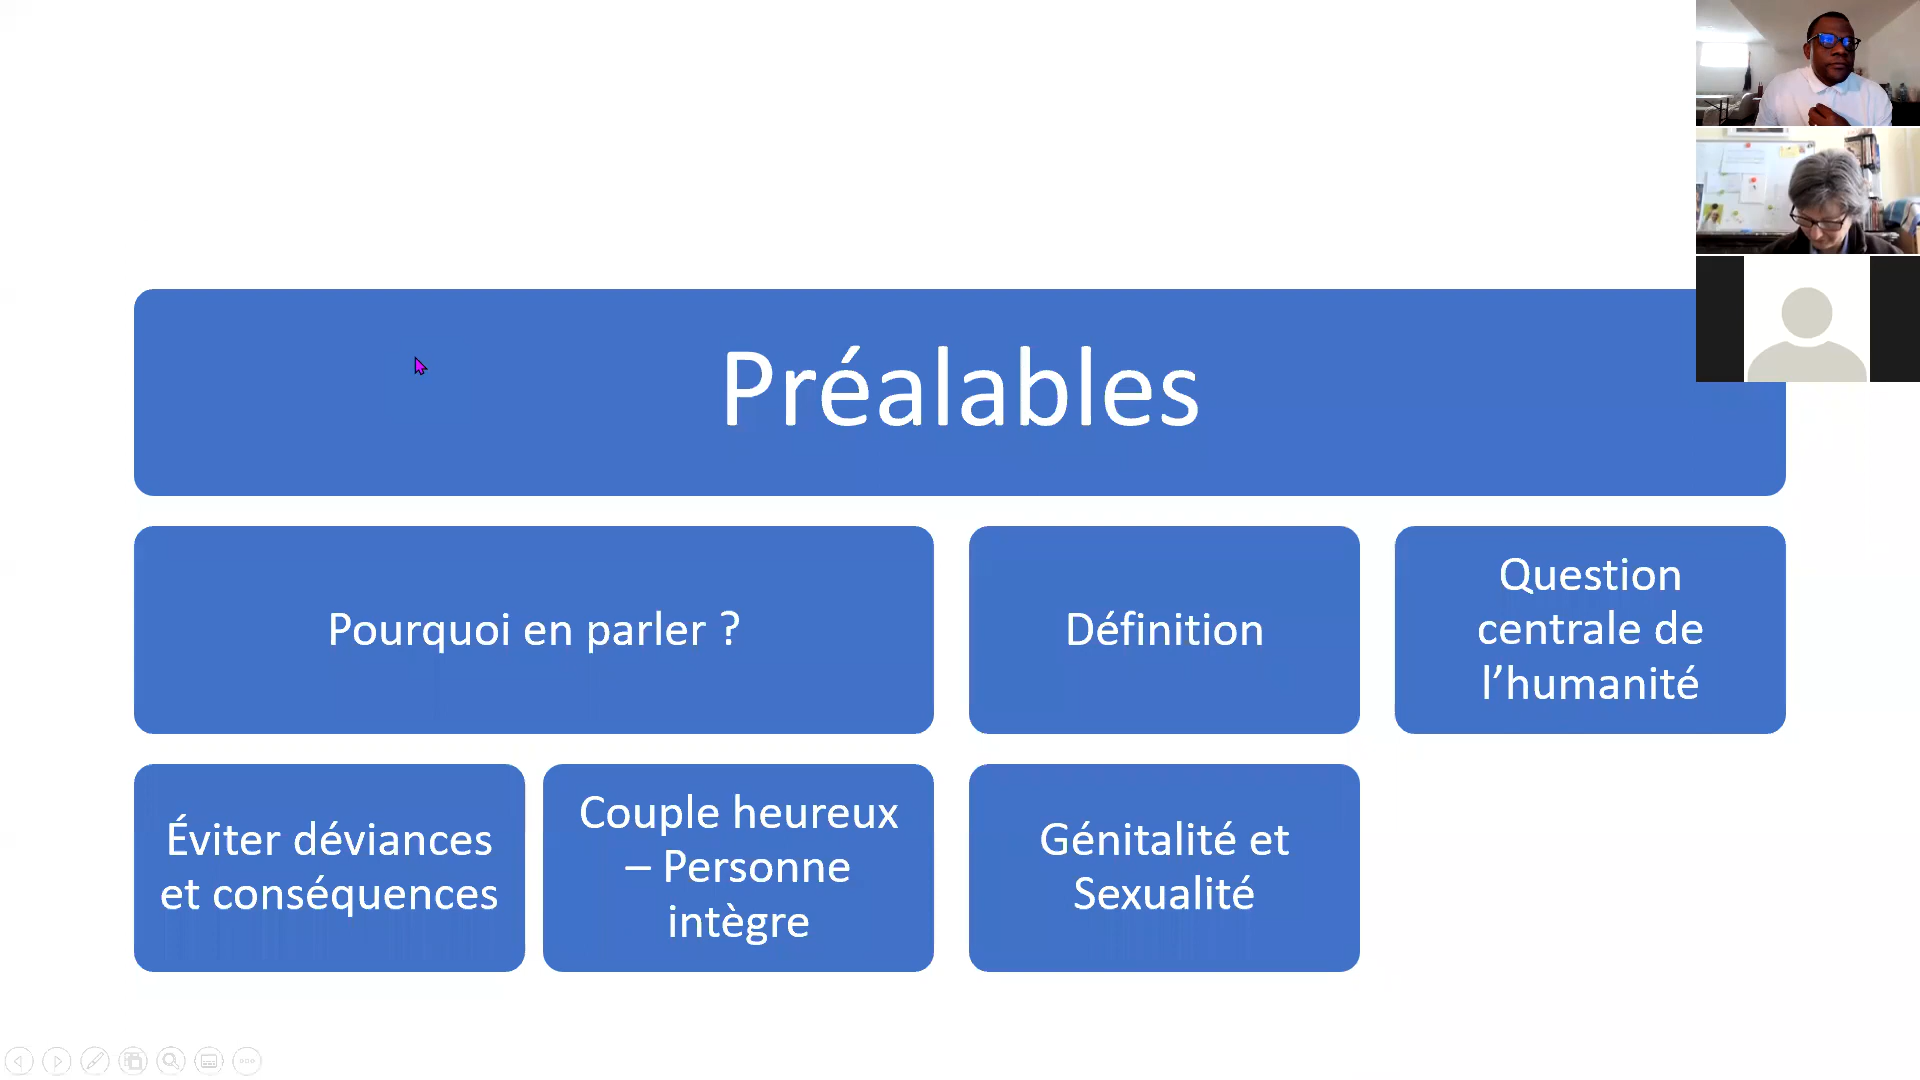 Préalables
Pourquoi en parler ?
Définition
Question
centrale de
l’humanité
Éviter déviances
et conséquences
Couple heureux
– Personne
intègre
Génitalité et
Sexualité